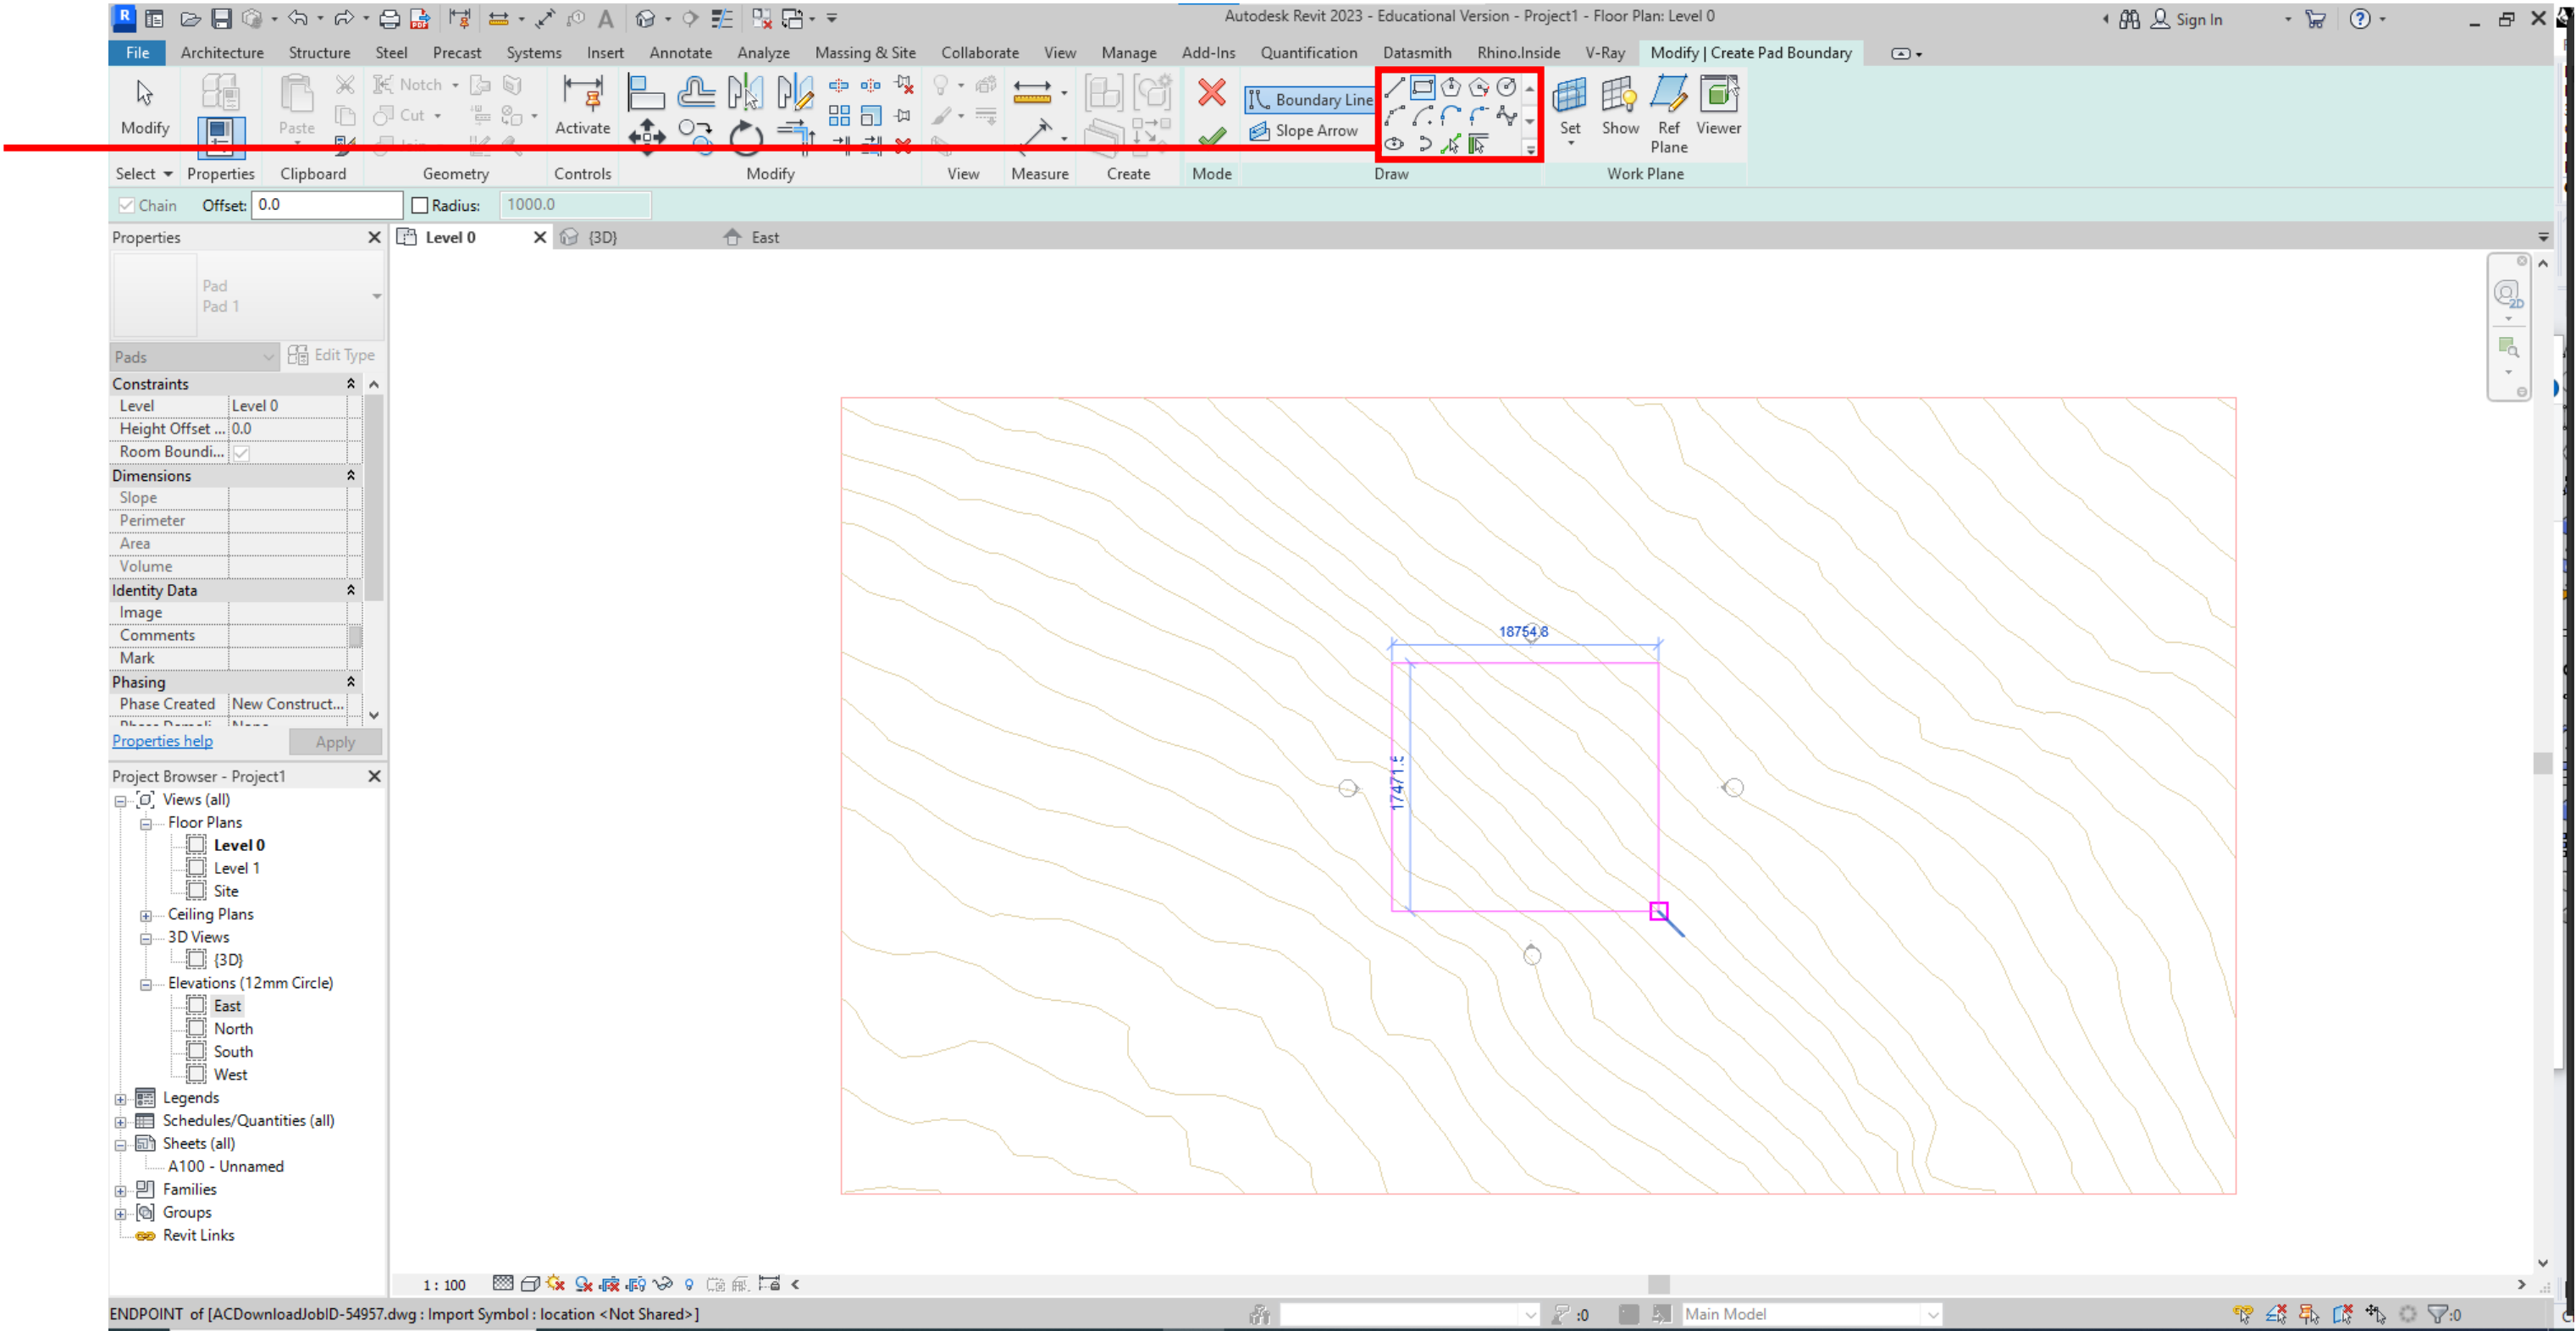 Autodesk Revit 2023 - Educational Version - Project1 - Floor Plan: Level 0
Sign In
File Architecture Structure Steel Precast Systems Insert Annotate Analyze Massing & Site Collaborate View Manage Add-Ins Quantification Datasmith Rhino.Inside V-Ray Modify | Create Pad Boundary
Notch
Cut
Modify
Paste
Activate
Boundary Line
Slope Arrow
Set Show Ref Plane Viewer
Select Properties Clipboard Geometry Controls Modify View Measure Create Mode Draw Work Plane
Chain Offset: 0.0 Radius: 1000.0
Properties
Level 0 {3D} East
Pad
Pad 1
Pads Edit Type
Constraints
Level Level 0
Height Offset ... 0.0
Room Boundi...
Dimensions
Slope
Perimeter
Area
Volume
Identity Data
Image
Comments
Mark
Phasing
Phase Created New Construct...
Properties help Apply
Project Browser - Project1
Views (all)
Floor Plans
Level 0
Level 1
Site
Ceiling Plans
3D Views
{3D}
Elevations (12mm Circle)
East
North
South
West
Legends
Schedules/Quantities (all)
Sheets (all)
A100 - Unnamed
Families
Groups
Revit Links
18754.8
17471.5
2D
1 : 100
ENDPOINT of [ACDownloadJobID-54957.dwg : Import Symbol : location <Not Shared>]
:0
Main Model
:0